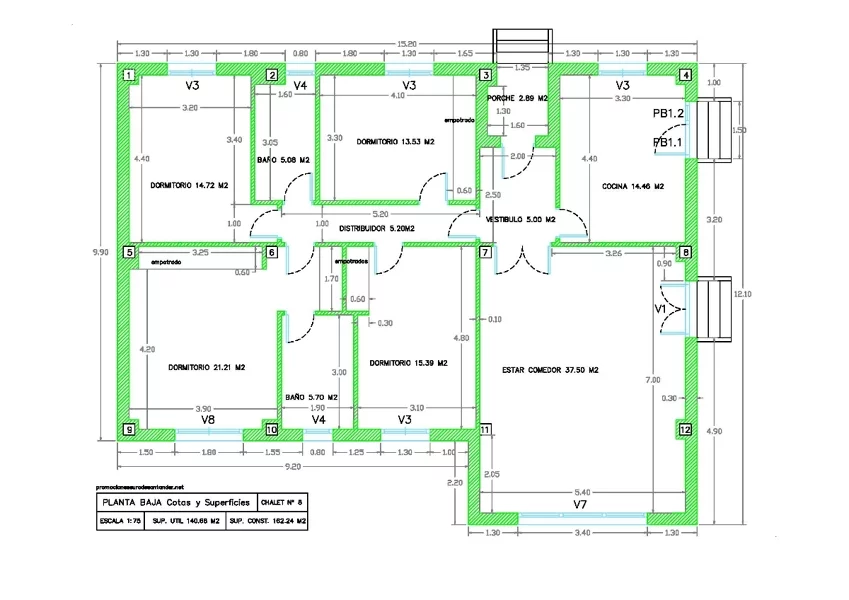 15.20
1.30 1.30 1.80 0.80 1.80 1.30 1.65 1.30 1.30 1.30
1.35
1 2 3 4
V3 V4 V3 V3
1.00
3.20 1.60 4.10 PORCHE 2.89 M2 3.30
1.30
PB1.2
empotrado
1.60
1.50
3.40 3.05 3.30 DORMITORIO 13.53 M2
PB1.1
4.40 BAÑO 5.08 M2 2.00 4.40
DORMITORIO 14.72 M2 0.60 2.50 COCINA 14.46 M2
5.20
1.00 1.00 DISTRIBUIDOR 5.20M2 VESTIBULO 5.00 M2 3.20
9.90
5 3.25 6 7 3.26 8
empotrado empotrados 0.90
0.60
1.70
0.60
12.10
V1
0.30 0.10
4.20 4.80
DORMITORIO 21.21 M2 DORMITORIO 15.39 M2 ESTAR COMEDOR 37.50 M2
3.00 7.00
BAÑO 5.70 M2 0.30
3.90 1.90 3.10
V8 V4 V3
9 10 11 12
4.90
1.50 1.80 1.55 0.80 1.25 1.30 1.00
9.20
2.05
2.20
promocioneseurodesantander.net
5.40
PLANTA BAJA Cotas y Superficies CHALET Nº 8
V7
ESCALA 1:75 SUP. UTIL 140.66 M2 SUP. CONST. 162.24 M2
1.30 3.40 1.30